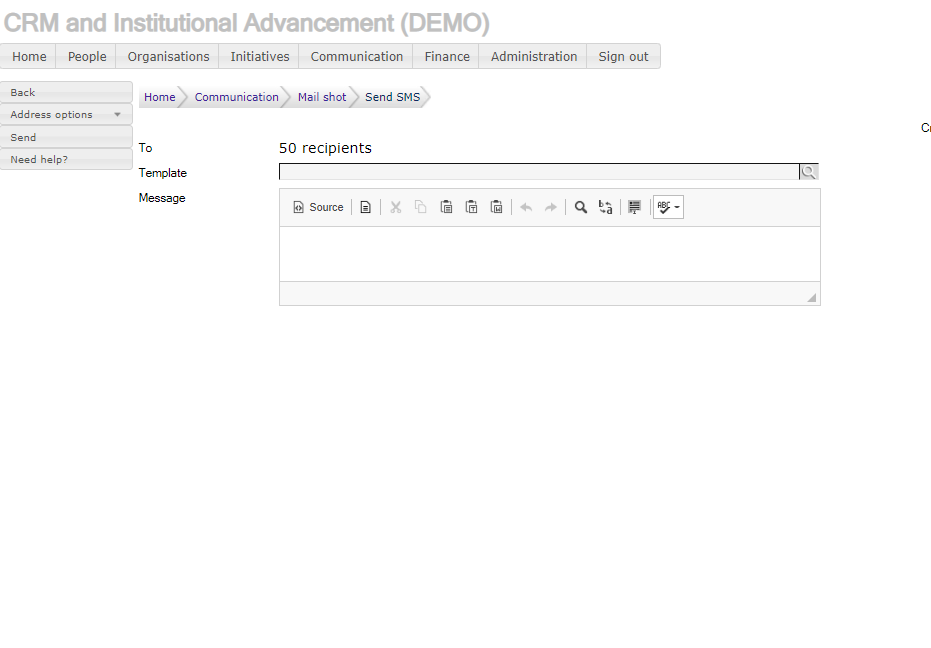 CRM and Institutional Advancement (DEMO)
Home People Organisations Initiatives Communication Finance Administration Sign out
Back
Address options
Send
Need help?
Home Communication Mail shot Send SMS
To 50 recipients
Template
Message
Source
ABC